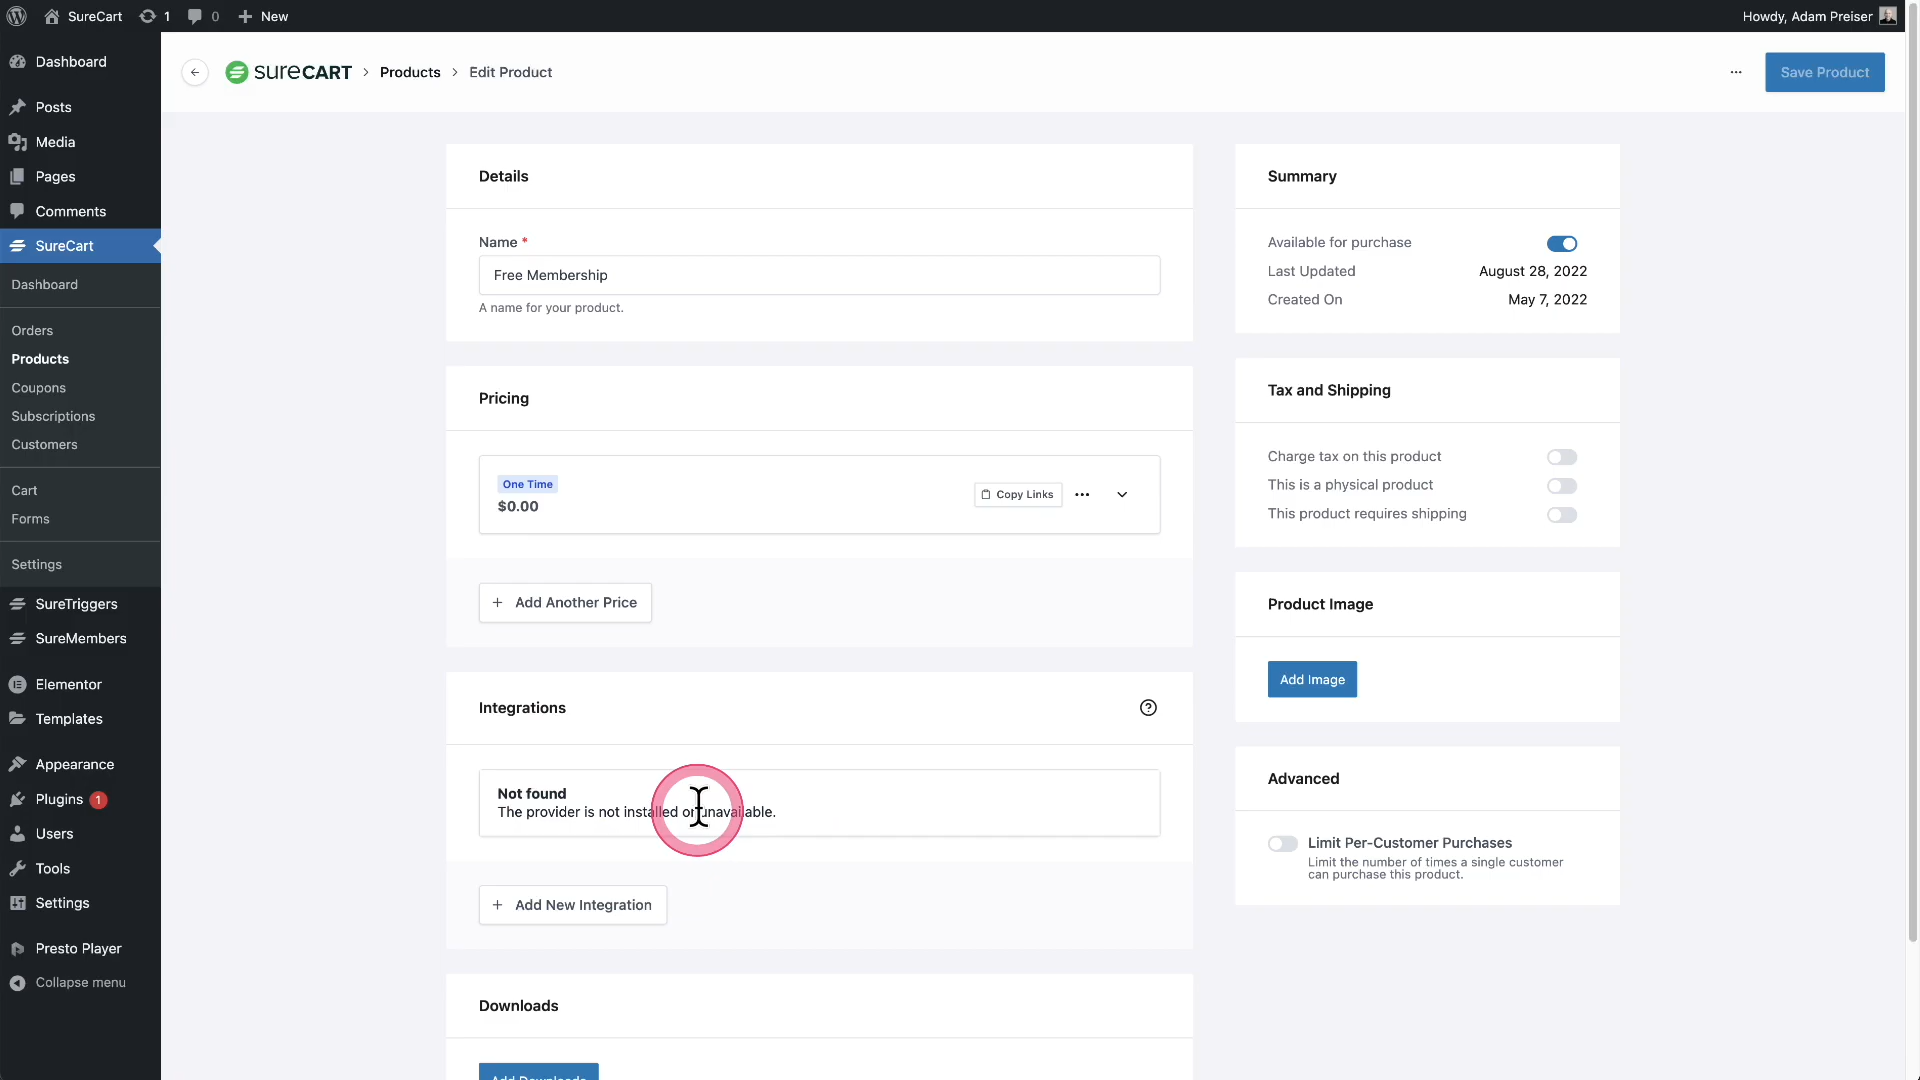 SureCart
1
0
New
Howdy, Adam Preiser
Dashboard
Posts
Media
Pages
Comments
SureCart
Dashboard
Orders
Products
Coupons
Subscriptions
Customers
Cart
Forms
Settings
SureTriggers
SureMembers
Elementor
Templates
Appearance
Plugins 1
Users
Tools
Settings
Presto Player
Collapse menu
SURECART > Products > Edit Product
... Save Product
Details
Name *
Free Membership
A name for your product.
Pricing
One Time
$0.00
Copy Links
Add Another Price
Integrations
Not found
The provider is not installed or unavailable.
Add New Integration
Downloads
Add Downloads
Summary
Available for purchase
Last Updated August 28, 2022
Created On May 7, 2022
Tax and Shipping
Charge tax on this product
This is a physical product
This product requires shipping
Product Image
Add Image
Advanced
Limit Per-Customer Purchases
Limit the number of times a single customer
can purchase this product.